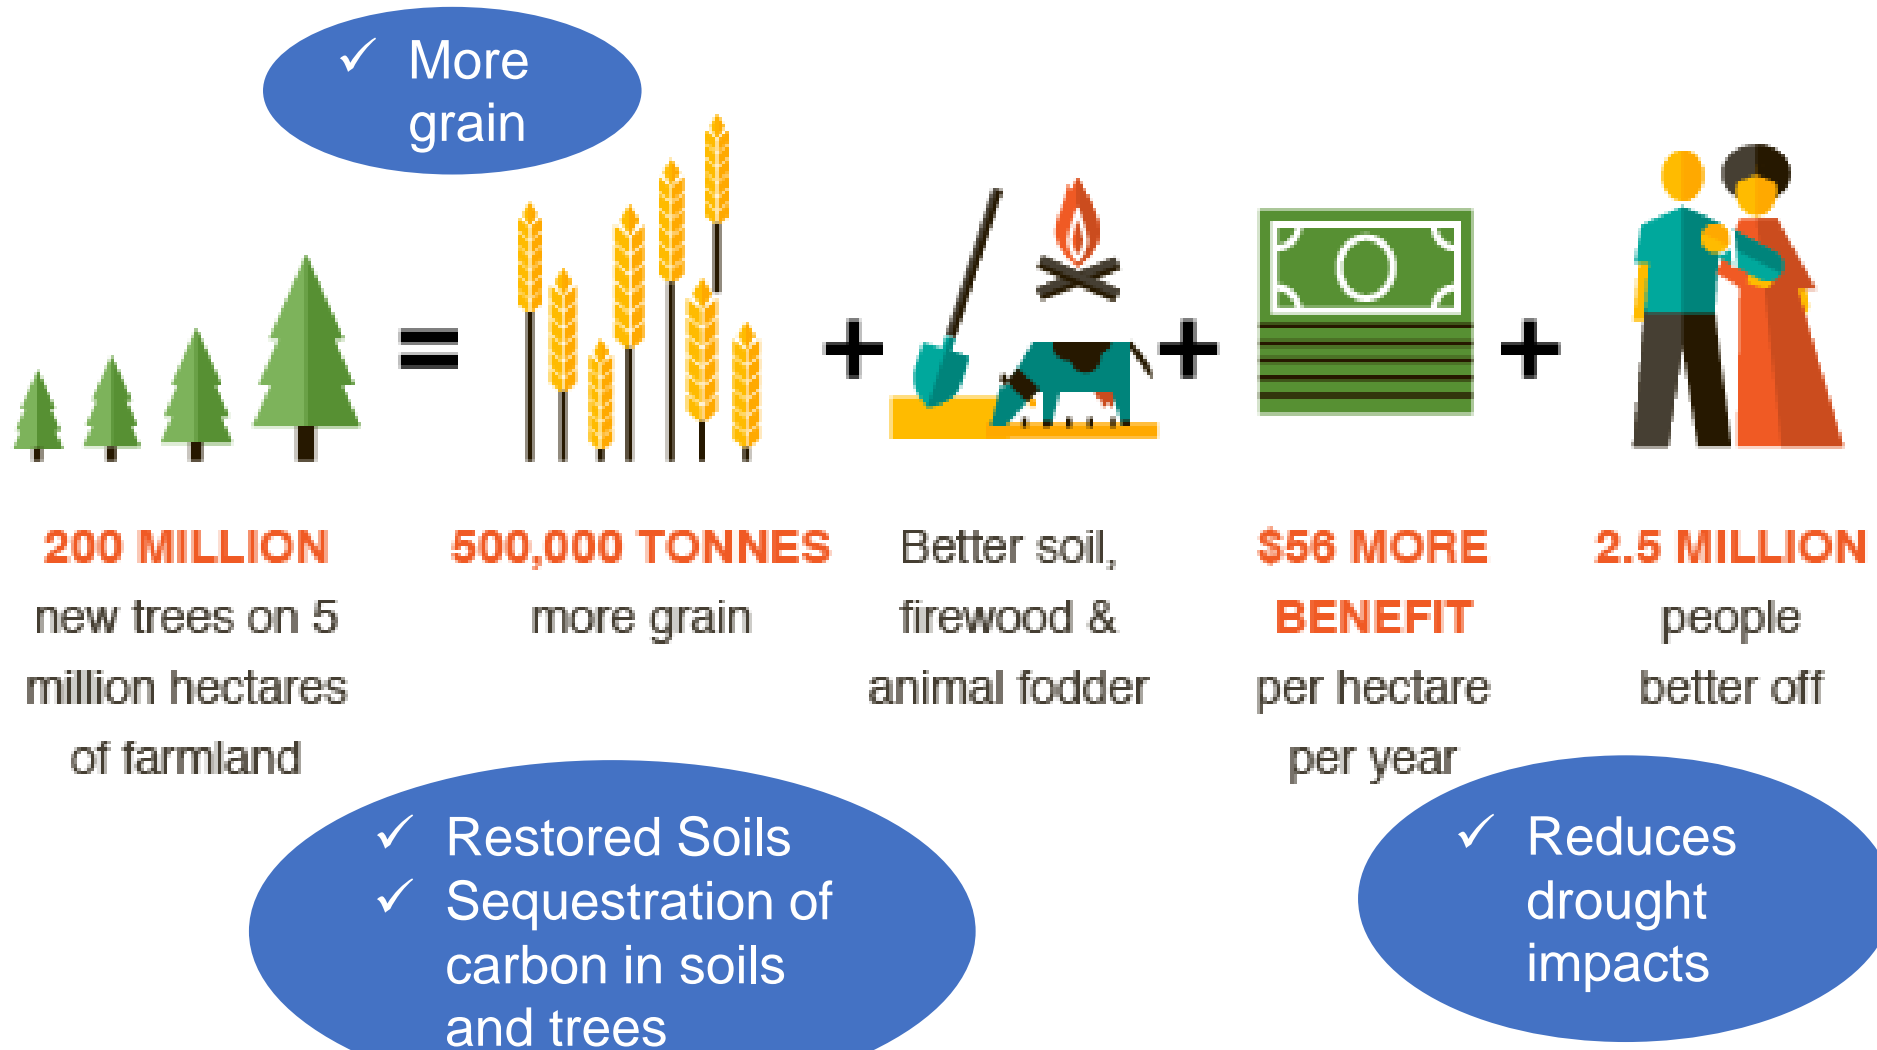 ✓ More
grain
200 MILLION
new trees on 5
million hectares
of farmland
500,000 TONNES
more grain
Better soil,
firewood &
animal fodder
$56 MORE
BENEFIT
per hectare
per year
2.5 MILLION
people
better off
✓ Restored Soils
✓ Sequestration of
carbon in soils
and trees
✓ Reduces
drought
impacts